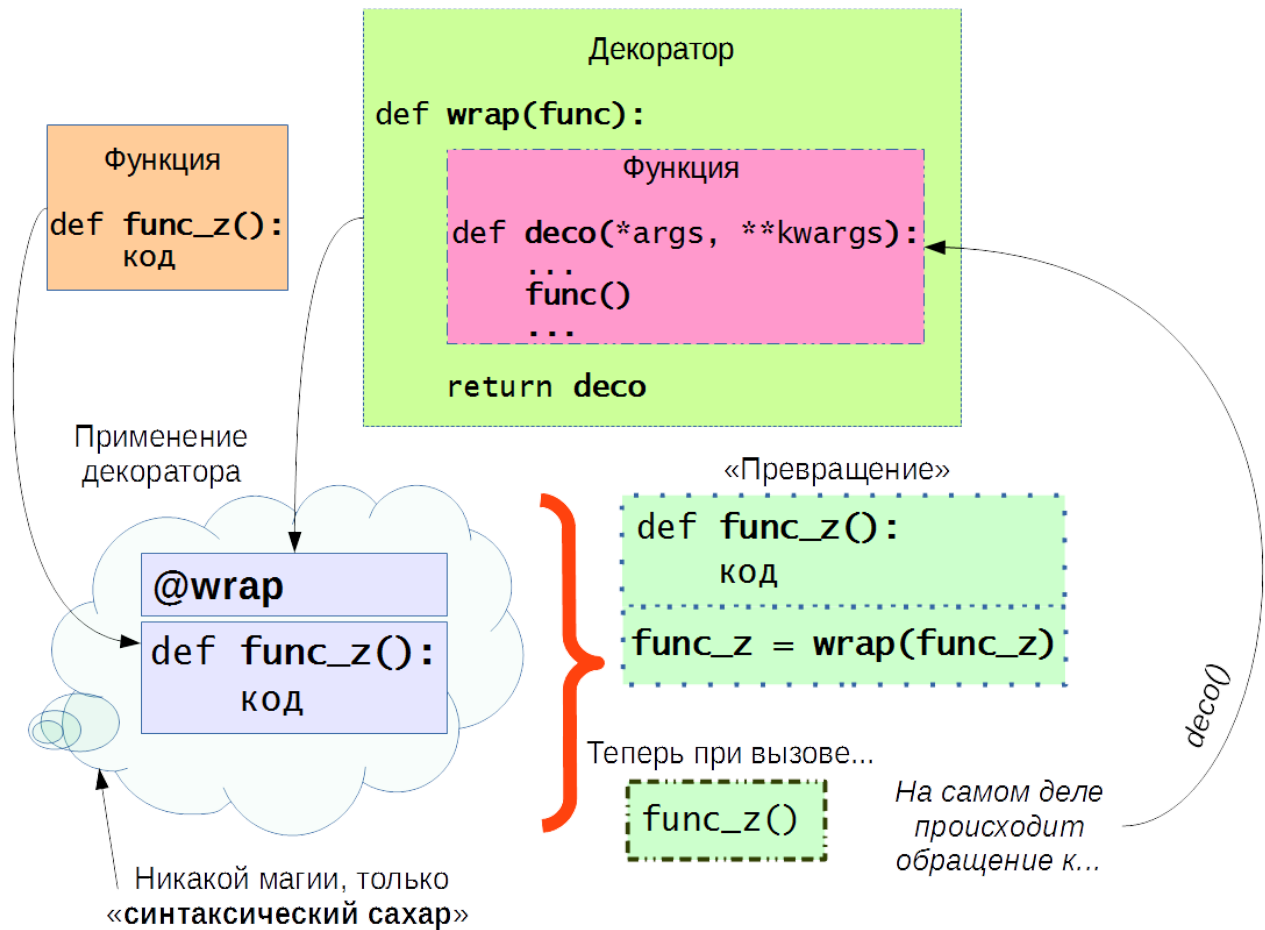 Декоратор
def wrap(func):
Функция
def deco(*args, **kwargs):
...
func()
...
return deco
Функция
def func_z():
код
Применение
декоратора
@wrap
def func_z():
код
Никакой магии, только
«синтаксический сахар»
«Превращение»
def func_z():
код
func_z = wrap(func_z)
Теперь при вызове...
func_z()
На самом деле
происходит
обращение к...
deco()